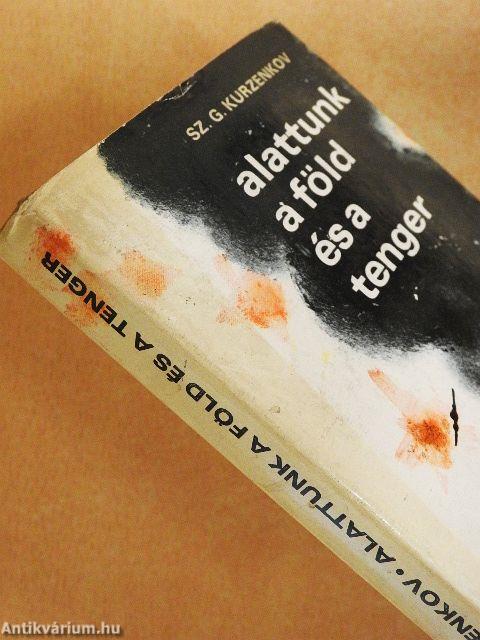 SZ. G. KURZENKOV
alattunk
a föld
és a
tenger
ENKOV • ALATTUNK A FÖLD ÉS A TENGER
Antikvárium.hu